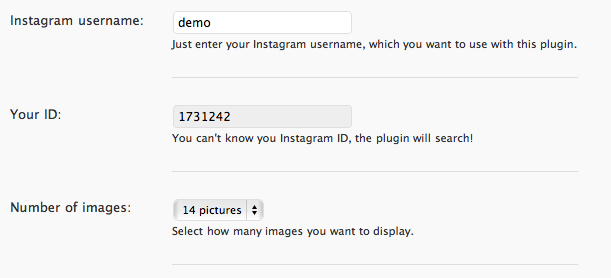 Instagram username:
demo
Just enter your Instagram username, which you want to use with this plugin.
Your ID:
1731242
You can't know you Instagram ID, the plugin will search!
Number of images:
14 pictures
Select how many images you want to display.